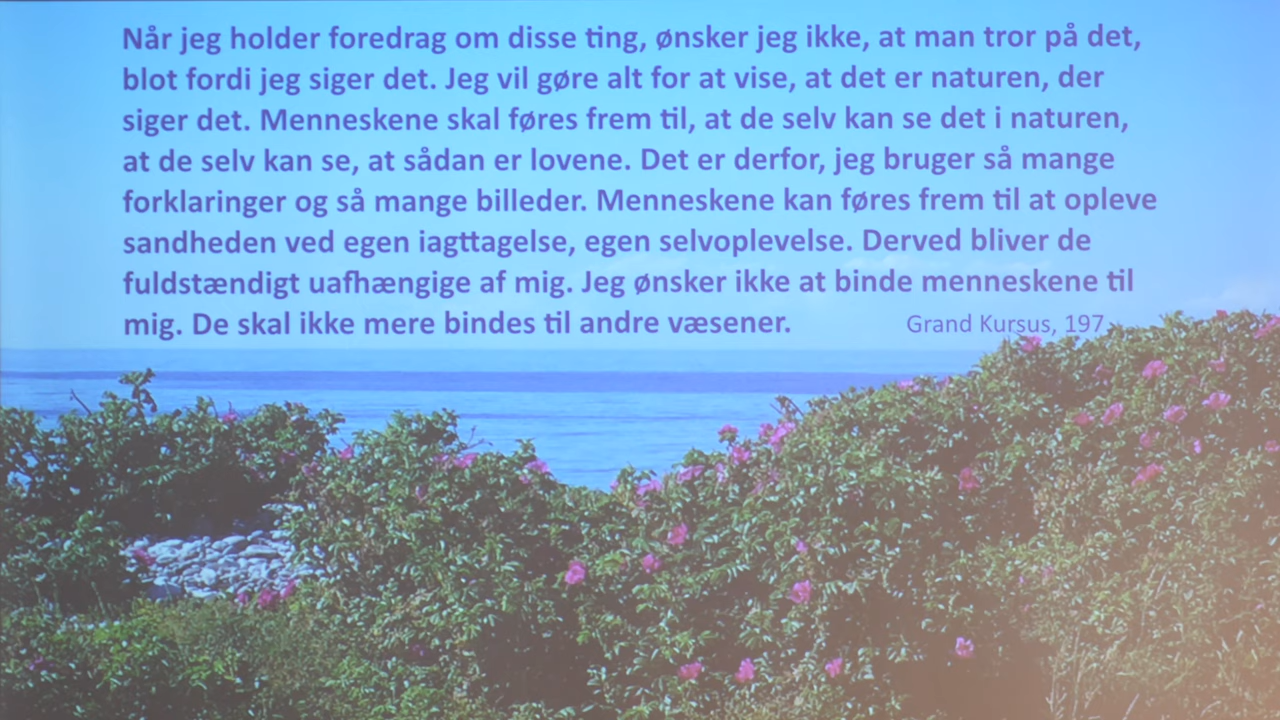 Når jeg holder foredrag om disse ting, ønsker jeg ikke, at man tror på det,
blot fordi jeg siger det. Jeg vil gøre alt for at vise, at det er naturen, der
siger det. Menneskene skal føres frem til, at de selv kan se det i naturen,
at de selv kan se, at sådan er lovene. Det er derfor, jeg bruger så mange
forklaringer og så mange billeder. Menneskene kan føres frem til at opleve
sandheden ved egen iagttagelse, egen selvoplevelse. Derved bliver de
fuldstændigt uafhængige af mig. Jeg ønsker ikke at binde menneskene til
mig. De skal ikke mere bindes til andre væsener.
Grand Kursus, 197